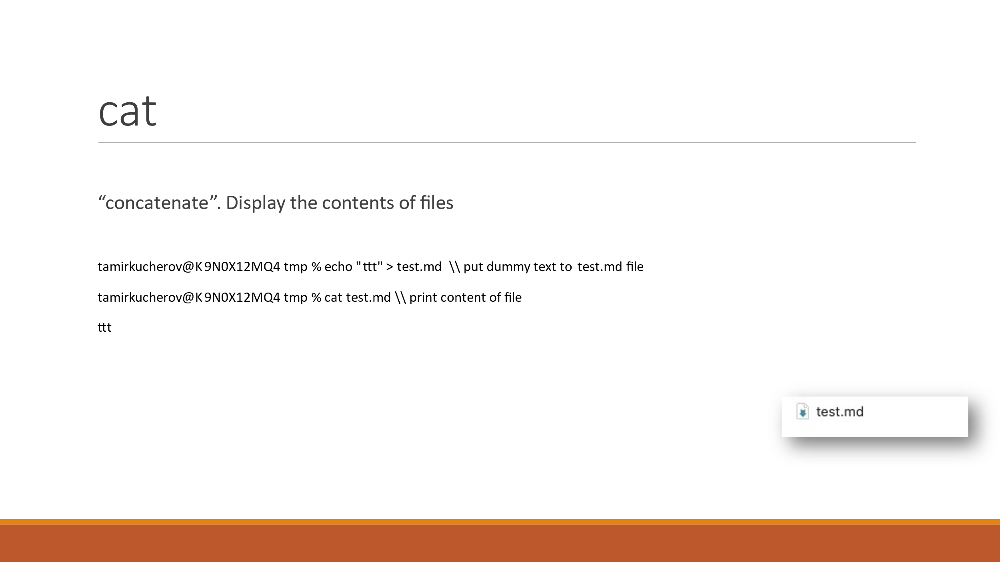 cat
“concatenate”. Display the contents of files
tamirkucherov@K9N0X12MQ4 tmp % echo "ttt" > test.md  \\ put dummy text to test.md file
tamirkucherov@K9N0X12MQ4 tmp % cat test.md \\ print content of file
ttt
test.md